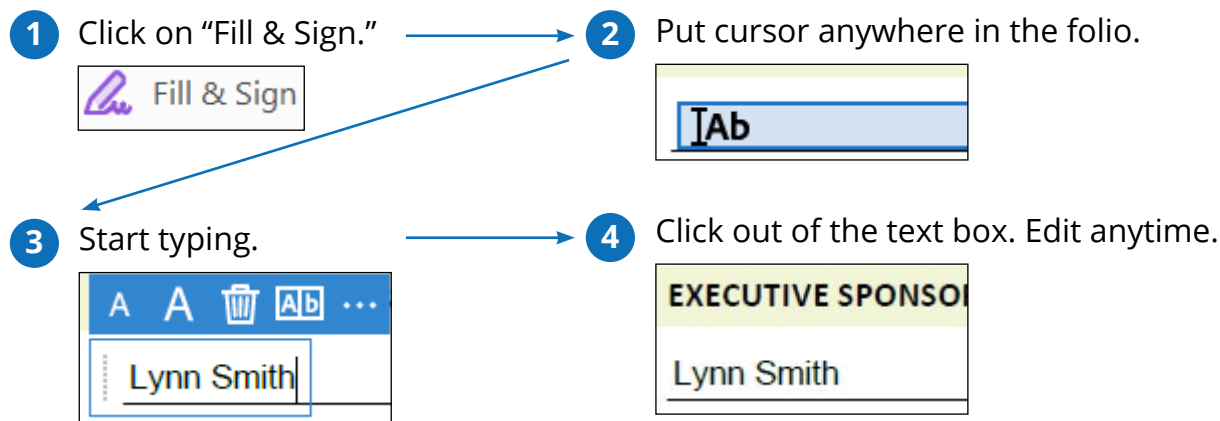 1 Click on “Fill & Sign.”
Fill & Sign
2 Put cursor anywhere in the folio.
Ab
3 Start typing.
A A Ab ...
Lynn Smith
4 Click out of the text box. Edit anytime.
EXECUTIVE SPONSO
Lynn Smith